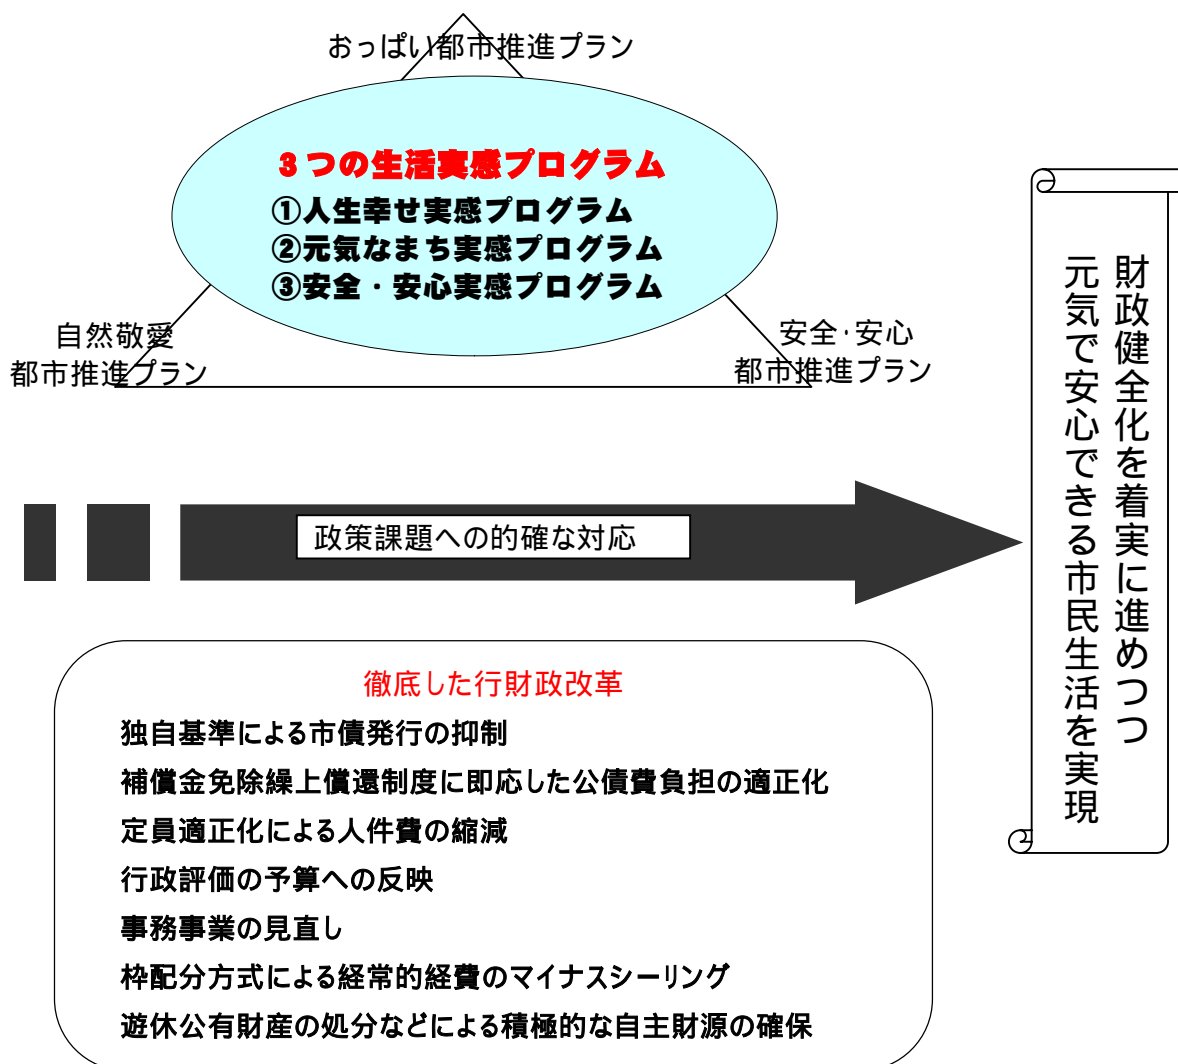 おっぱい都市推進プラン
3つの生活実感プログラム
①人生幸せ実感プログラム
②元気なまち実感プログラム
③安全・安心実感プログラム
自然敬愛
都市推進プラン
安全・安心
都市推進プラン
財政健全化を着実に進めつつ
元気で安心できる市民生活を実現
政策課題への的確な対応
徹底した行財政改革
独自基準による市債発行の抑制
補償金免除繰上償還制度に即応した公債費負担の適正化
定員適正化による人件費の縮減
行政評価の予算への反映
事務事業の見直し
枠配分方式による経常的経費のマイナスシーリング
遊休公有財産の処分などによる積極的な自主財源の確保